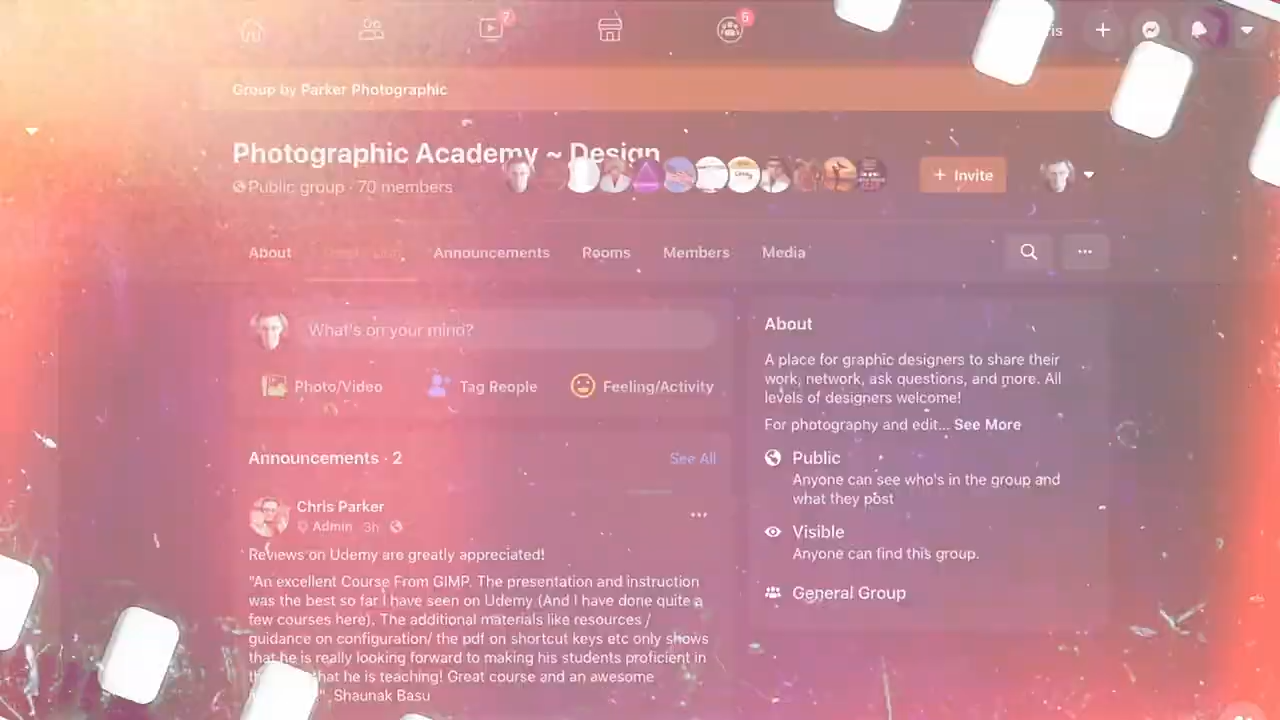 7
6
is
Group by Parker Photographic
Photographic Academy ~ Design
Public group · 70 members
+ Invite
About
Announcements
Rooms
Members
Media
What's on your mind?
Photo/Video
Tag People
Feeling/Activity
Announcements · 2
See All
Chris Parker
Admin · 3h ·
Reviews on Udemy are greatly appreciated!
"An excellent Course From GIMP. The presentation and instruction
was the best so far I have seen on Udemy (And I have done quite a
few courses here). The additional materials like resources /
guidance on configuration/ the pdf on shortcut keys etc only shows
that he is really looking forward to making his students proficient in
that he is teaching! Great course and an awesome
". Shaunak Basu
About
A place for graphic designers to share their
work, network, ask questions, and more. All
levels of designers welcome!
For photography and edit... See More
Public
Anyone can see who's in the group and
what they post
Visible
Anyone can find this group.
General Group